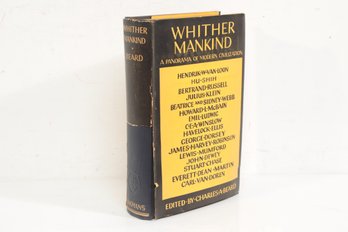 WHITHER
MANKIND
BEARD
WHITHER
MANKIND
A PANORAMA OF MODERN CIVILIZATION
HENDRIK·W·VAN·LOON
HU·SHIH
BERTRAND·RUSSELL
JULIUS·KLEIN
BEATRICE AND SIDNEY·WEBB
HOWARD·L·McBAIN
EMIL·LUDWIG
C·E·A·WINSLOW
HAVELOCK·ELLIS
GEORGE·DORSEY
JAMES·HARVEY·ROBINSON
LEWIS·MUMFORD
JOHN·DEWEY
STUART·CHASE
EVERETT·DEAN·MARTIN
CARL·VAN·DOREN
EDITED·BY·CHARLES·A·BEARD